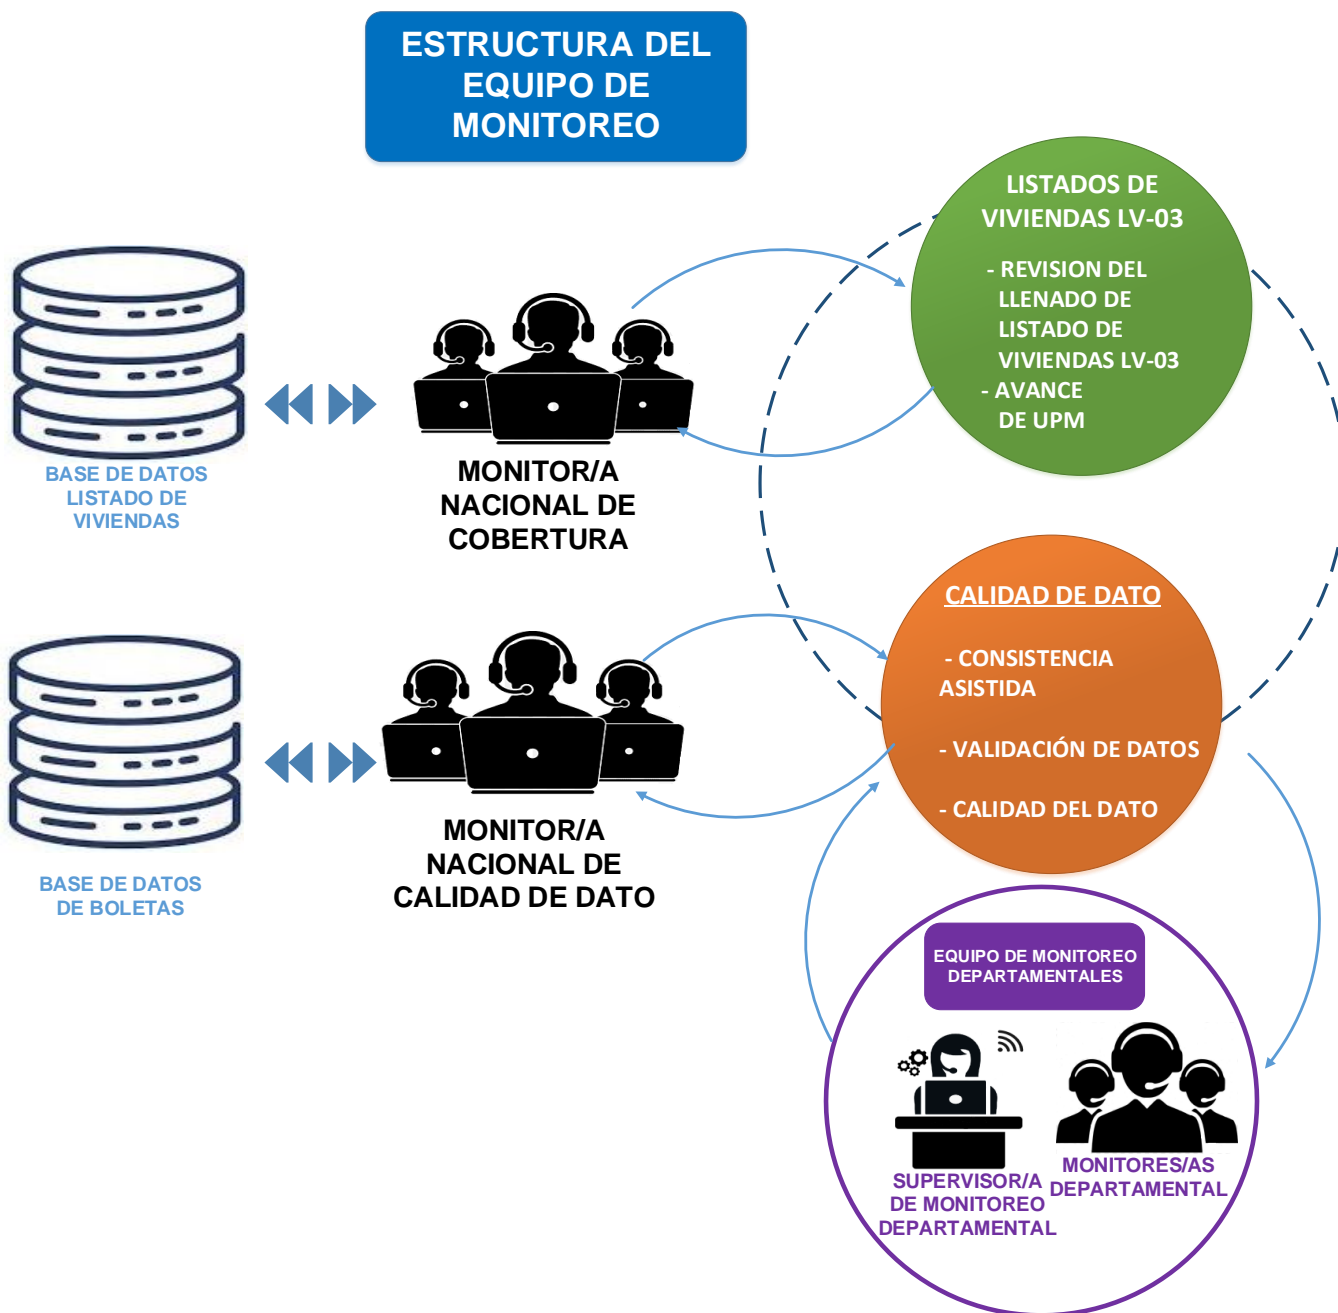 ESTRUCTURA DEL
EQUIPO DE
MONITOREO
LISTADOS DE
VIVIENDAS LV-03
- REVISION DEL
LLENADO DE
LISTADO DE
VIVIENDAS LV-03
- AVANCE
DE UPM
BASE DE DATOS
LISTADO DE
VIVIENDAS
MONITOR/A
NACIONAL DE
COBERTURA
CALIDAD DE DATO
- CONSISTENCIA
ASISTIDA
- VALIDACIÓN DE DATOS
- CALIDAD DEL DATO
BASE DE DATOS
DE BOLETAS
MONITOR/A
NACIONAL DE
CALIDAD DE DATO
EQUIPO DE MONITOREO
DEPARTAMENTALES
SUPERVISOR/A
DE MONITOREO
DEPARTAMENTAL
MONITORES/AS
DEPARTAMENTAL